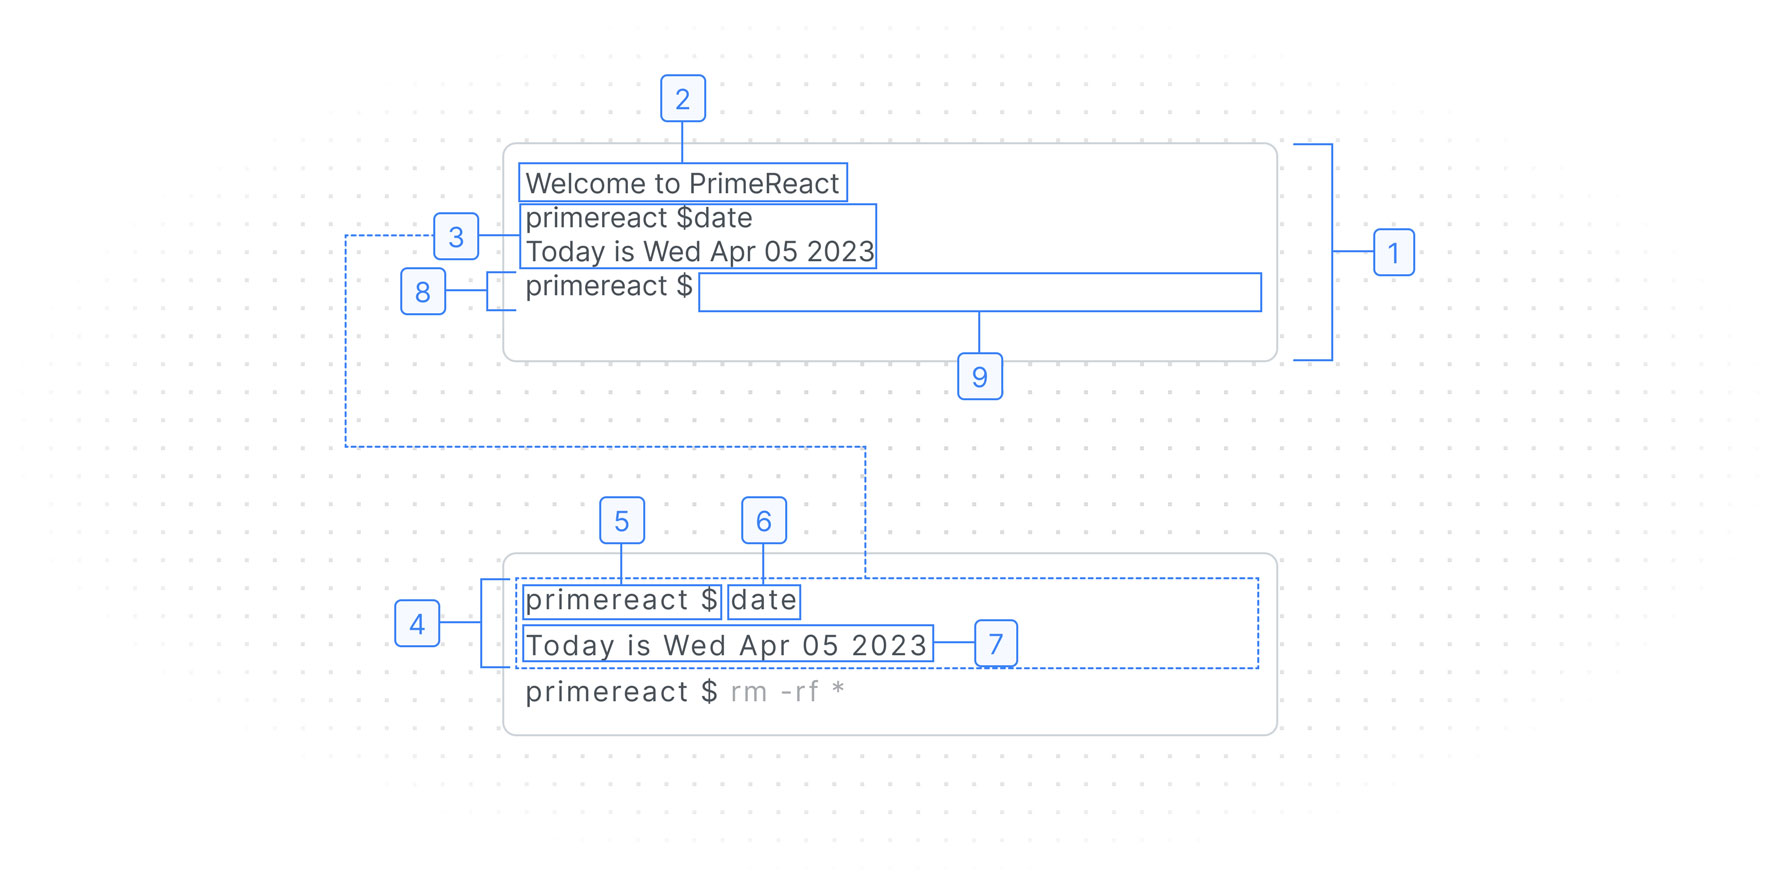 2
Welcome to PrimeReact
primereact $date
3
Today is Wed Apr 05 2023
1
8
primereact $
9
5
6
primereact $ date
4
Today is Wed Apr 05 2023
7
primereact $ rm -rf *